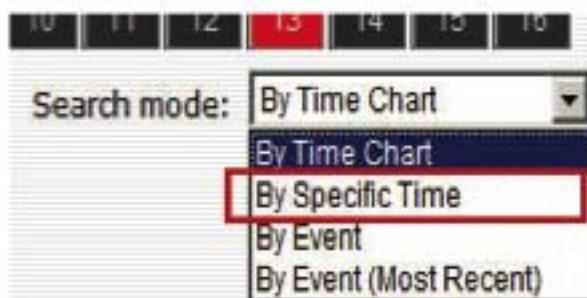 10 11 12 13 14 15 16
Search mode: By Time Chart
By Time Chart
By Specific Time
By Event
By Event (Most Recent)